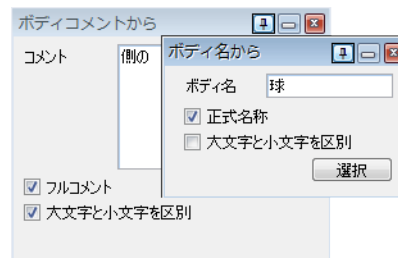 ボディコメントから
コメント
側の
フルコメント
大文字と小文字を区別
ボディ名から
ボディ名
球
正式名称
大文字と小文字を区別
選択